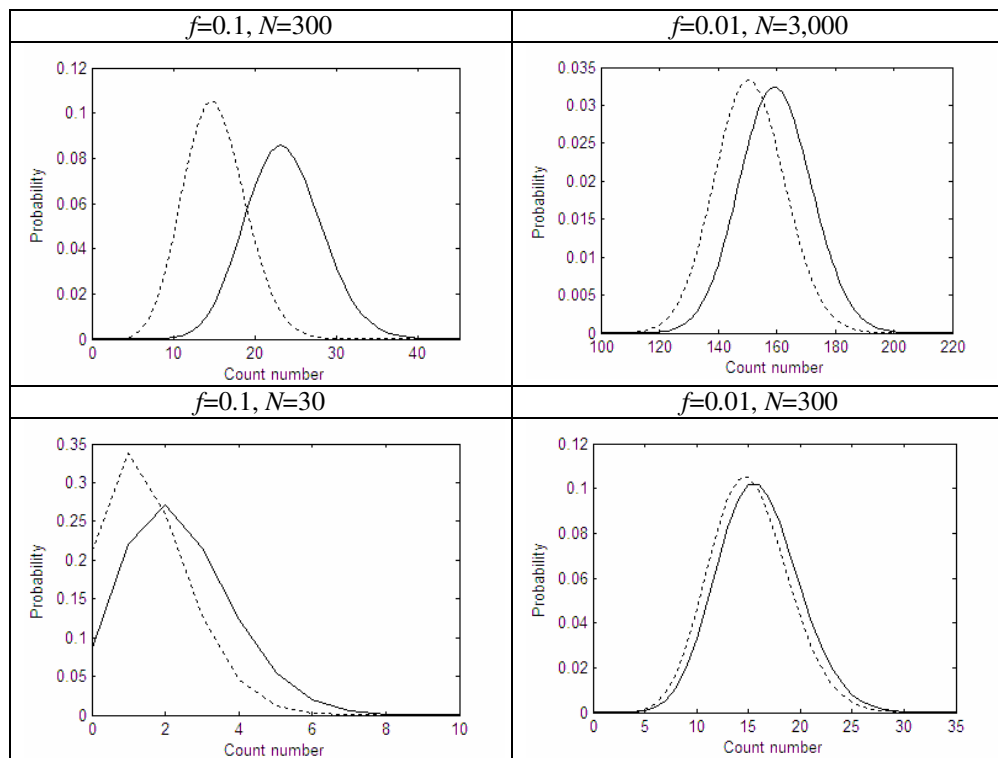 f=0.1, N=300
f=0.01, N=3,000
0.12
0.1
0.08
0.06
0.04
0.02
0
Probability
0 10 20 30 40
Count number
0.035
0.03
0.025
0.02
0.015
0.01
0.005
0
Probability
100 120 140 160 180 200 220
Count number
f=0.1, N=30
f=0.01, N=300
0.35
0.3
0.25
0.2
0.15
0.1
0.05
0
Probability
0 2 4 6 8 10
Count number
0.12
0.1
0.08
0.06
0.04
0.02
0
Probability
0 5 10 15 20 25 30 35
Count number